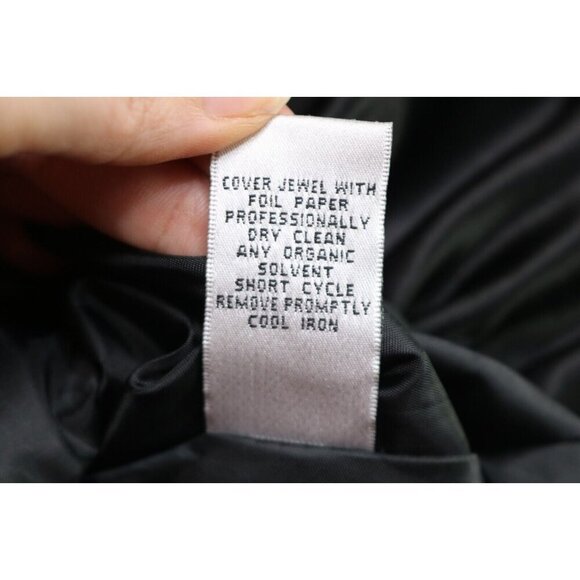 COVER JEWEL WITH
FOIL PAPER
PROFESSIONALLY
DRY CLEAN
ANY ORGANIC
SOLVENT
SHORT CYCLE
REMOVE PROMPTLY
COOL IRON